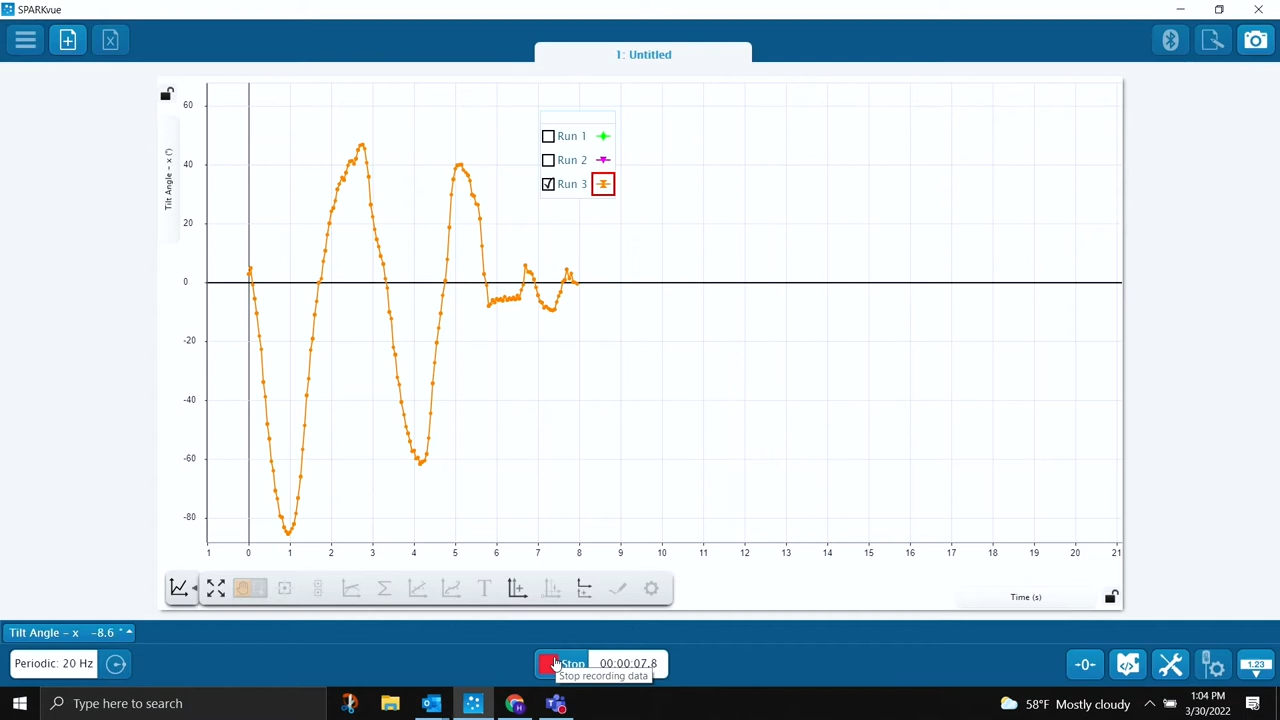 SPARKvue
1: Untitled
60
40
20
0
-20
-40
-60
-80
Tilt Angle – x (°)
Run 1
Run 2
Run 3
1 0 1 2 3 4 5 6 7 8 9 10 11 12 13 14 15 16 17 18 19 20 21
Time (s)
Tilt Angle – x −8.6 °
Periodic: 20 Hz
Stop
00:00:07.8
Stop recording data
-0-
1.23
Type here to search
58°F Mostly cloudy
1:04 PM
3/30/2022